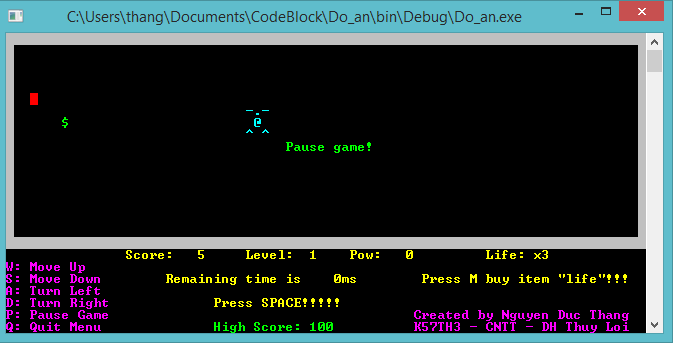 C:\Users\thang\Documents\CodeBlock\Do_an\bin\Debug\Do_an.exe
$
@
^ ^
Pause game!
Score: 5 Level: 1 Pow: 0 Life: x3
W: Move Up
S: Move Down Remaining time is 0ms Press M buy item "life"!!!
A: Turn Left
D: Turn Right Press SPACE!!!!!
P: Pause Game Created by Nguyen Duc Thang
Q: Quit Menu High Score: 100 K57TH3 - CNTT - DH Thuy Loi